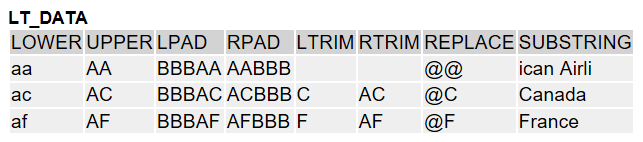 LT_DATA
LOWER UPPER LPAD RPAD LTRIM RTRIM REPLACE SUBSTRING
aa AA BBBAA AABBB @@ ican Airli
ac AC BBBAC ACBBB C AC @C Canada
af AF BBBAF AFBBB F AF @F France